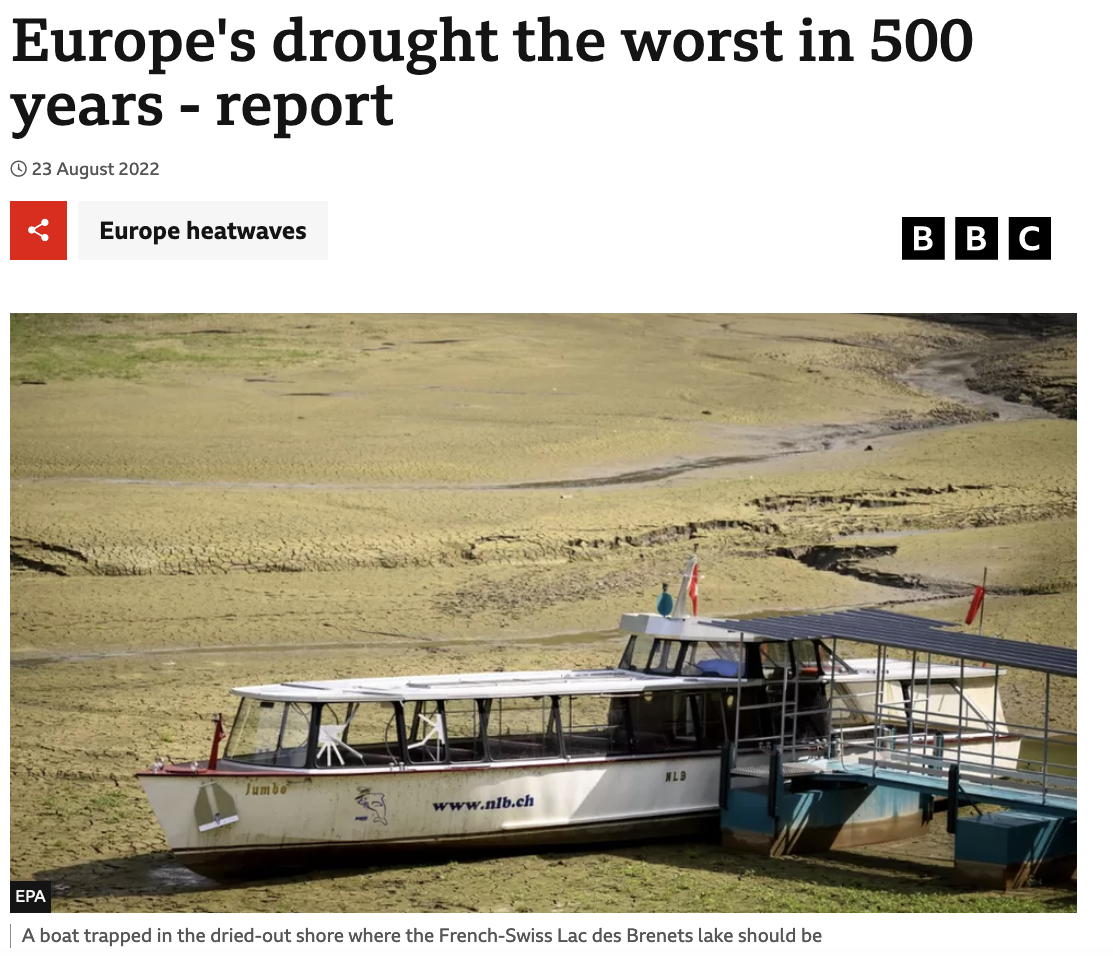 Europe's drought the worst in 500
years - report
23 August 2022
Europe heatwaves
BBC
Jumbo
www.nlb.ch
NLB
EPA
A boat trapped in the dried-out shore where the French-Swiss Lac des Brenets lake should be